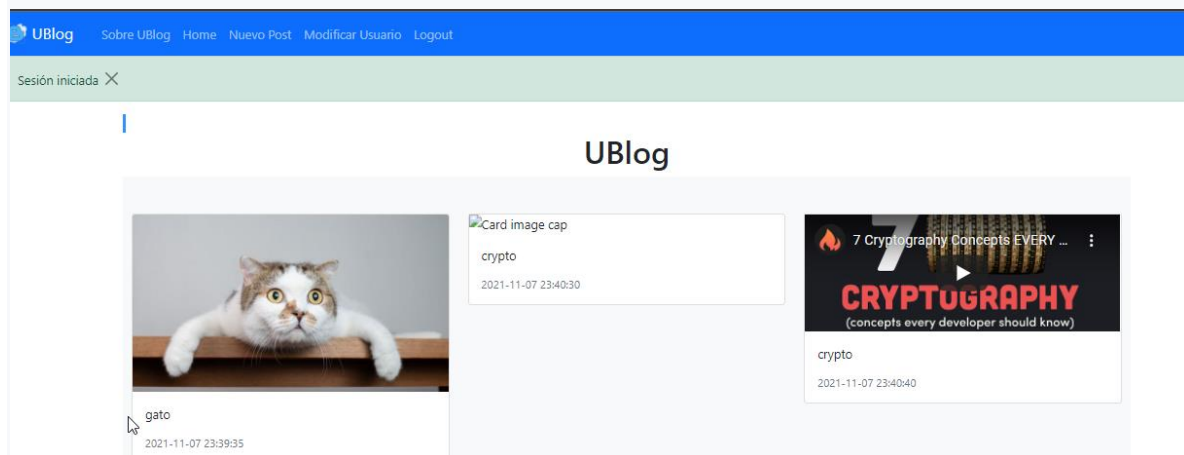 UBlog Sobre UBlog Home Nuevo Post Modificar Usuario Logout
Sesión iniciada
UBlog
gato
2021-11-07 23:39:35
Card image cap
crypto
2021-11-07 23:40:30
7 Cryptography Concepts EVERY ...
7
CRYPTOGRAPHY
(concepts every developer should know)
crypto
2021-11-07 23:40:40